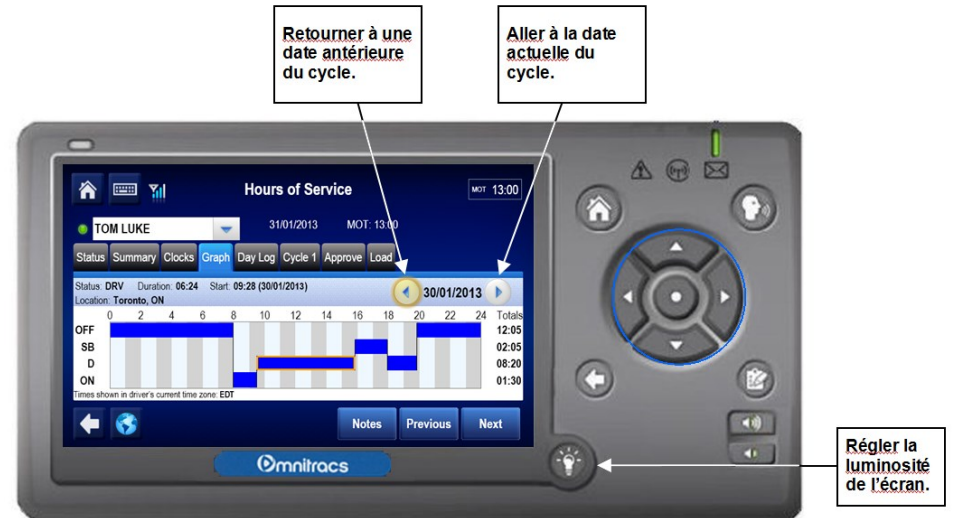 Retourner à une
date antérieure
du cycle.
Aller à la date
actuelle du
cycle.
Hours of Service
MOT 13:00
TOM LUKE
31/01/2013 MOT: 13:00
Status Summary Clocks Graph Day Log Cycle 1 Approve Load
Status: DRV Duration: 06:24 Start: 09:28 (30/01/2013)
Location: Toronto, ON
30/01/2013
0 2 4 6 8 10 12 14 16 18 20 22 24 Totals
OFF 12:05
SB 02:05
D 08:20
ON 01:30
Times shown in driver's current time zone: EDT
Notes Previous Next
Omnitracs
Régler la
luminosité
de l'écran.